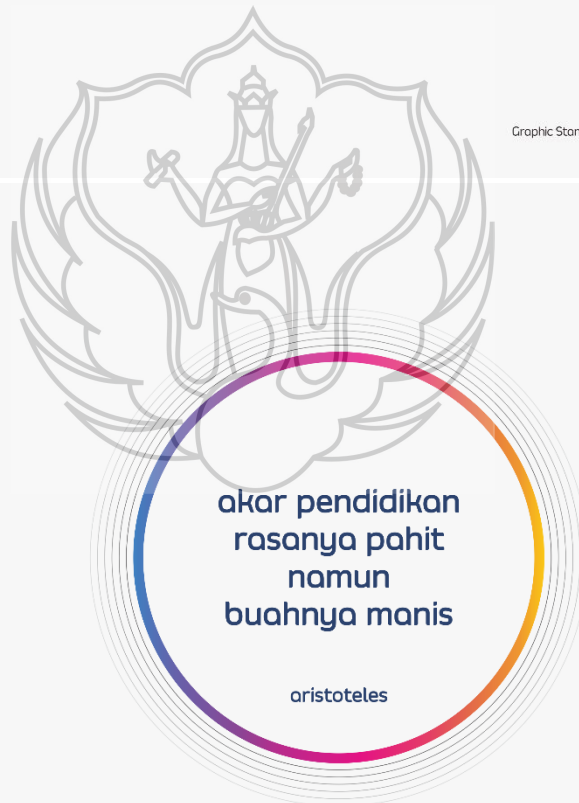 Graphic Stan
akar pendidikan
rasanya pahit
namun
buahnya manis
aristoteles